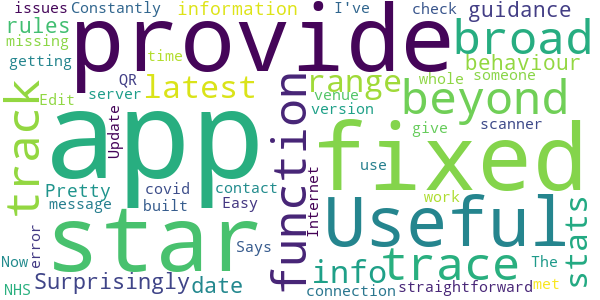 issues Constantly information I've check guidance
rules
missing
getting
provide
broad
time
latest
range
behaviour
whole someone
Edit
QR
server
venue
version
beyond
track
app
Update
function
give
scanner
fixed
Pretty
message
covid
built
contact
Easy
use
work
stats
star
Internet
Useful
error
Says
Now
info
trace
The
NHS
Surprisingly
date
connection
straightforward
met